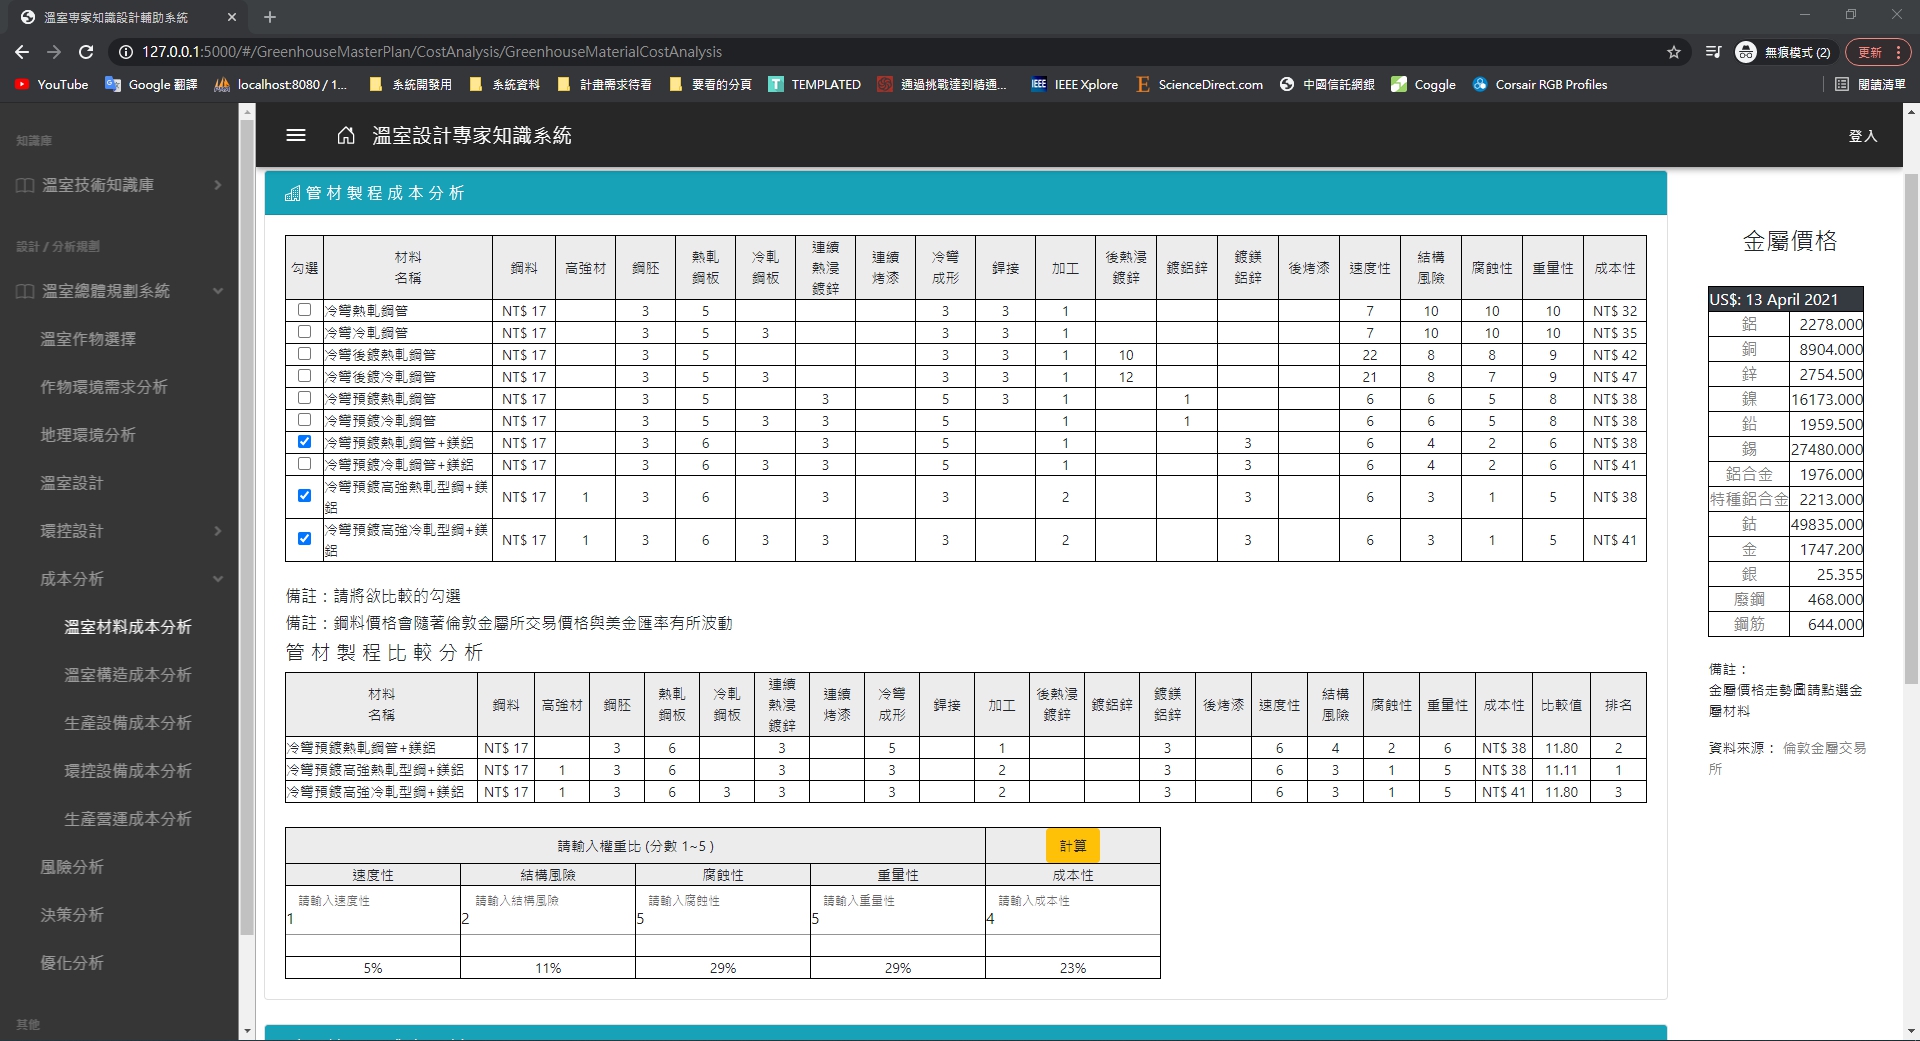 溫室專家知識設計輔助系統
127.0.0.1:5000/#/GreenhouseMasterPlan/CostAnalysis/GreenhouseMaterialCostAnalysis
無痕模式 (2)
更新
YouTube
Google 翻譯
localhost:8080 / 1...
系統開發用
系統資料
計畫需求待看
要看的分頁
TEMPLATED
通過挑戰達到精通...
IEEE Xplore
ScienceDirect.com
中國信託網銀
Coggle
Corsair RGB Profiles
閱讀清單
知識庫
溫室技術知識庫
設計 / 分析規劃
溫室總體規劃系統
溫室作物選擇
作物環境需求分析
地理環境分析
溫室設計
環控設計
成本分析
溫室材料成本分析
溫室構造成本分析
生產設備成本分析
環控設備成本分析
生產營運成本分析
風險分析
決策分析
優化分析
其他
溫室設計專家知識系統
登入
管材製程成本分析
勾選 材料名稱 鋼料 高強材 鋼胚 熱軋鋼板 冷軋鋼板 連續熱浸鍍鋅 連續烤漆 冷彎成形 銲接 加工 後熱浸鍍鋅 鍍鋁鋅 鍍鎂鋁鋅 後烤漆 速度性 結構風險 腐蝕性 重量性 成本性
冷彎熱軋鋼管 NT$ 17 3 5 3 3 1 7 10 10 10 NT$ 32
冷彎冷軋鋼管 NT$ 17 3 5 3 3 3 1 7 10 10 10 NT$ 35
冷彎後鍍熱軋鋼管 NT$ 17 3 5 3 3 1 10 22 8 8 9 NT$ 42
冷彎後鍍冷軋鋼管 NT$ 17 3 5 3 3 3 1 12 21 8 7 9 NT$ 47
冷彎預鍍熱軋鋼管 NT$ 17 3 5 3 5 3 1 1 6 6 5 8 NT$ 38
冷彎預鍍冷軋鋼管 NT$ 17 3 5 3 3 5 1 1 6 6 5 8 NT$ 38
冷彎預鍍熱軋鋼管+鎂鋁 NT$ 17 3 6 3 5 1 3 6 4 2 6 NT$ 38
冷彎預鍍冷軋鋼管+鎂鋁 NT$ 17 3 6 3 3 5 1 3 6 4 2 6 NT$ 41
冷彎預鍍高強熱軋型鋼+鎂鋁 NT$ 17 1 3 6 3 3 2 3 6 3 1 5 NT$ 38
冷彎預鍍高強冷軋型鋼+鎂鋁 NT$ 17 1 3 6 3 3 3 2 3 6 3 1 5 NT$ 41
備註：請將欲比較的勾選
備註：鋼料價格會隨著倫敦金屬所交易價格與美金匯率有所波動
管材製程比較分析
材料名稱 鋼料 高強材 鋼胚 熱軋鋼板 冷軋鋼板 連續熱浸鍍鋅 連續烤漆 冷彎成形 銲接 加工 後熱浸鍍鋅 鍍鋁鋅 鍍鎂鋁鋅 後烤漆 速度性 結構風險 腐蝕性 重量性 成本性 比較值 排名
冷彎預鍍熱軋鋼管+鎂鋁 NT$ 17 3 6 3 5 1 3 6 4 2 6 NT$ 38 11.80 2
冷彎預鍍高強熱軋型鋼+鎂鋁 NT$ 17 1 3 6 3 3 2 3 6 3 1 5 NT$ 38 11.11 1
冷彎預鍍高強冷軋型鋼+鎂鋁 NT$ 17 1 3 6 3 3 3 2 3 6 3 1 5 NT$ 41 11.80 3
請輸入權重比 (分數 1~5 ) 計算
速度性 結構風險 腐蝕性 重量性 成本性
請輸入速度性 請輸入結構風險 請輸入腐蝕性 請輸入重量性 請輸入成本性
1 2 5 5 4
5% 11% 29% 29% 23%
金屬價格
US$: 13 April 2021
鋁 2278.000
銅 8904.000
鋅 2754.500
鎳 16173.000
鉛 1959.500
錫 27480.000
鋁合金 1976.000
特種鋁合金 2213.000
鈷 49835.000
金 1747.200
銀 25.355
廢鋼 468.000
鋼筋 644.000
備註：
金屬價格走勢圖請點選金
屬材料
資料來源： 倫敦金屬交易
所